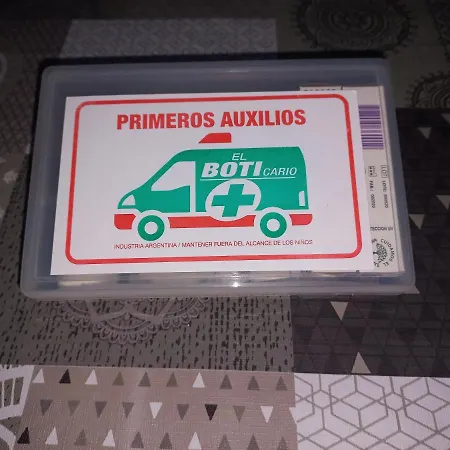 PRIMEROS AUXILIOS
EL
BOTI CARIO
INDUSTRIA ARGENTINA / MANTENER FUERA DEL ALCANCE DE LOS NIÑOS